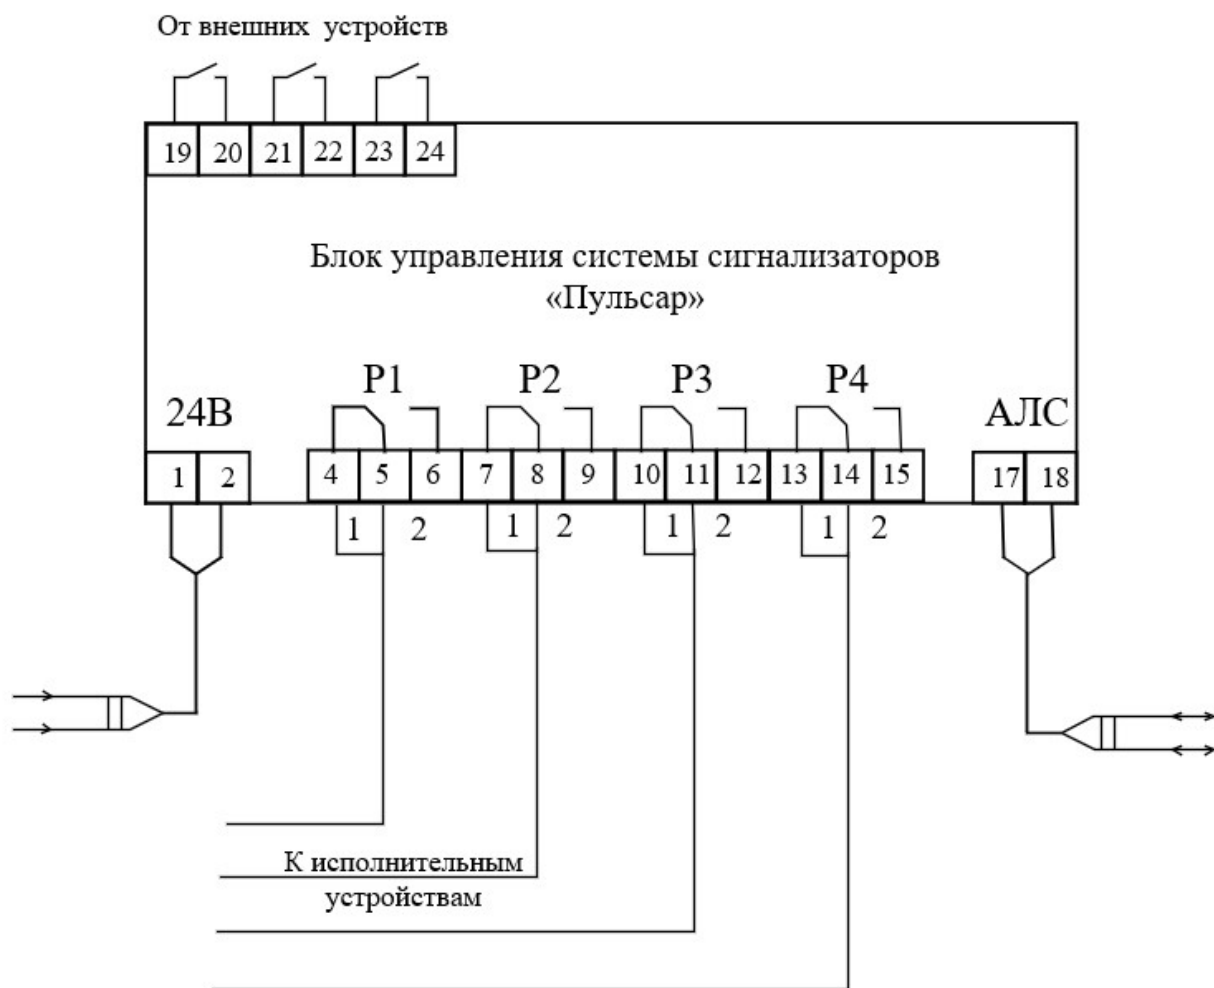 От внешних устройств
19 20 21 22 23 24
Блок управления системы сигнализаторов
«Пульсар»
P1 P2 P3 P4
24В АЛС
1 2 4 5 6 7 8 9 10 11 12 13 14 15 17 18
1 2 1 2 1 2 1 2
К исполнительным
устройствам